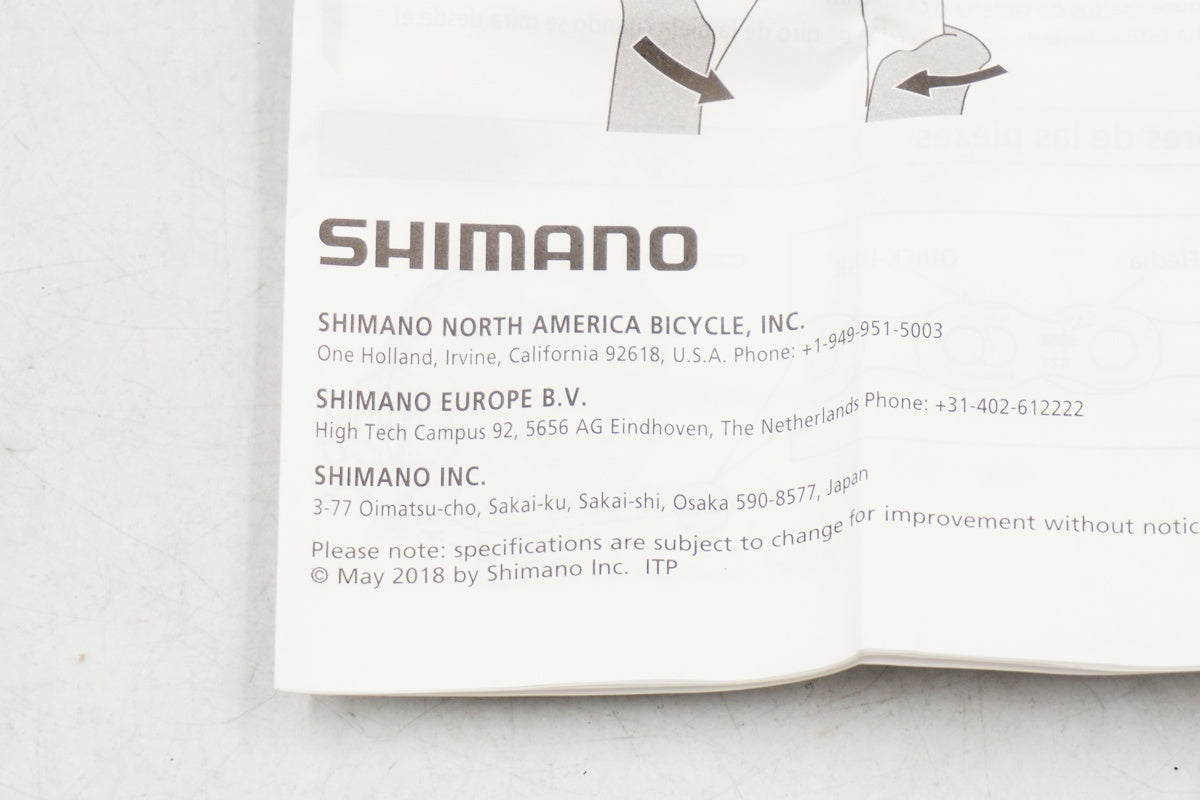 SHIMANO
SHIMANO NORTH AMERICA BICYCLE, INC.
One Holland, Irvine, California 92618, U.S.A. Phone: +1-949-951-5003
SHIMANO EUROPE B.V.
High Tech Campus 92, 5656 AG Eindhoven, The Netherlands Phone: +31-402-612222
SHIMANO INC.
3-77 Oimatsu-cho, Sakai-ku, Sakai-shi, Osaka 590-8577, Japan
Please note: specifications are subject to change for improvement without notic
© May 2018 by Shimano Inc. ITP